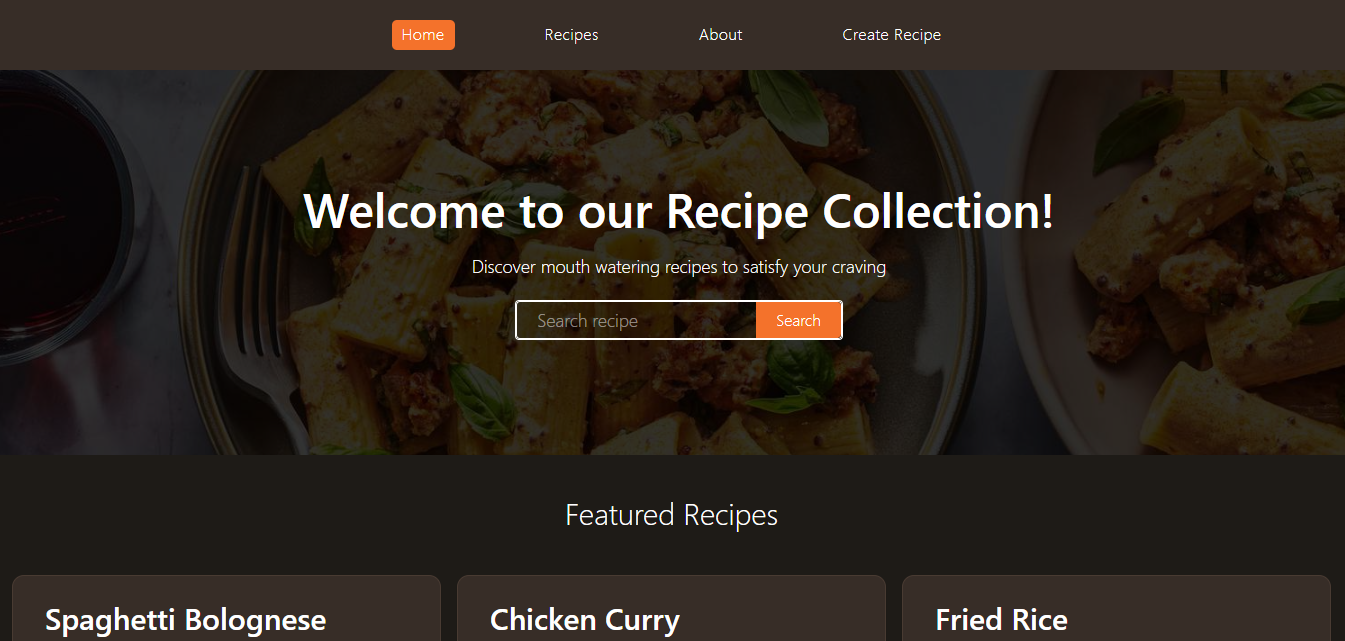 Home Recipes About Create Recipe
Welcome to our Recipe Collection!
Discover mouth watering recipes to satisfy your craving
Search recipe Search
Featured Recipes
Spaghetti Bolognese Chicken Curry Fried Rice